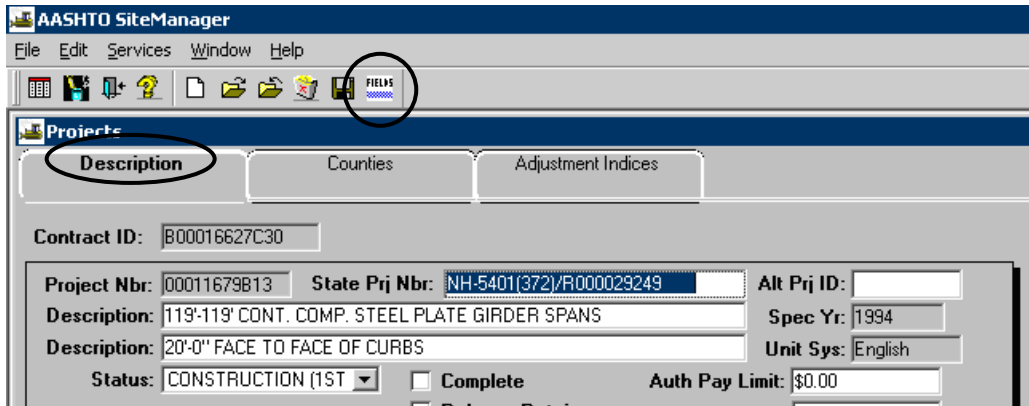 AASHTO SiteManager
File Edit Services Window Help
FIELDS
Projects
Description Counties Adjustment Indices
Contract ID: B00016627C30
Project Nbr: 00011679B13 State Prj Nbr: NH-5401(372)/R000029249 Alt Prj ID:
Description: 119'-119' CONT. COMP. STEEL PLATE GIRDER SPANS Spec Yr: 1994
Description: 20'-0" FACE TO FACE OF CURBS Unit Sys: English
Status: CONSTRUCTION (1ST Complete Auth Pay Limit: $0.00